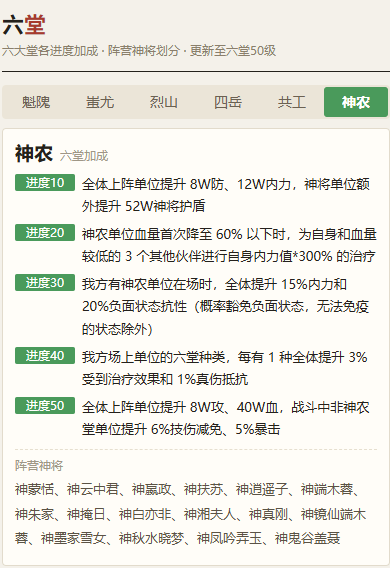 六堂
六大堂各进度加成 · 阵营神将划分 · 更新至六堂50级
魁隗 蚩尤 烈山 四岳 共工 神农
神农 六堂加成
进度10 全体上阵单位提升 8W防、12W内力，神将单位额
外提升 52W神将护盾
进度20 神农单位血量首次降至 60% 以下时，为自身和血量
较低的 3 个其他伙伴进行自身内力值*300% 的治疗
进度30 我方有神农单位在场时，全体提升 15%内力和
20%负面状态抗性（概率豁免负面状态，无法免疫
的状态除外）
进度40 我方场上单位的六堂种类，每有 1 种全体提升 3%
受到治疗效果和 1%真伤抵抗
进度50 全体上阵单位提升 8W攻、40W血，战斗中非神农
堂单位提升 6%技伤减免、5%暴击
阵营神将
神蒙恬、神云中君、神嬴政、神扶苏、神逍遥子、神端木蓉、
神朱家、神掩日、神白亦非、神湘夫人、神真刚、神镜仙端木
蓉、神墨家雪女、神秋水晓梦、神凤吟弄玉、神鬼谷盖聂